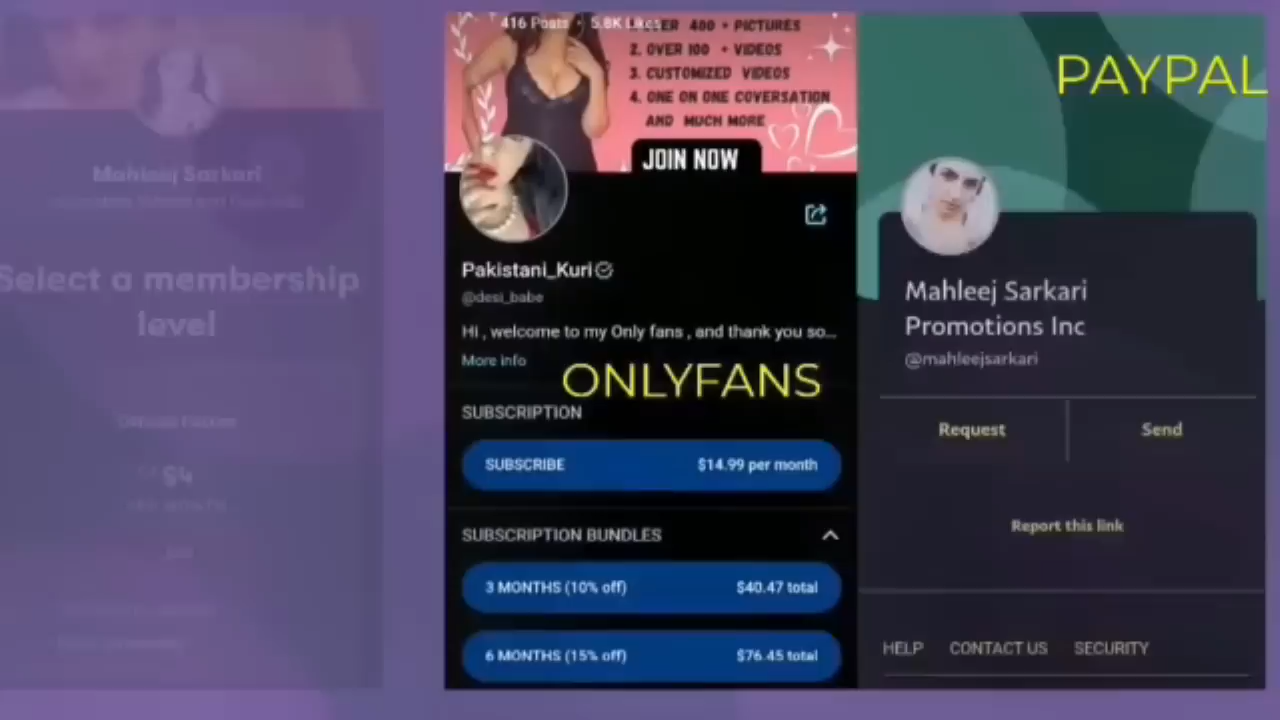 Mahleej Sarkari
Select a membership
level
$4
416 Posts · 5.8K Likes
OVER 400 + PICTURES
2. OVER 100 + VIDEOS
3. CUSTOMIZED VIDEOS
4. ONE ON ONE COVERSATION
AND MUCH MORE
JOIN NOW
Pakistani_Kuri
@desi_babe
Hi , welcome to my Only fans , and thank you so...
More info
ONLYFANS
SUBSCRIPTION
SUBSCRIBE $14.99 per month
SUBSCRIPTION BUNDLES
3 MONTHS (10% off) $40.47 total
6 MONTHS (15% off) $76.45 total
PAYPAL
Mahleej Sarkari
Promotions Inc
@mahleejsarkari
Request Send
Report this link
HELP CONTACT US SECURITY